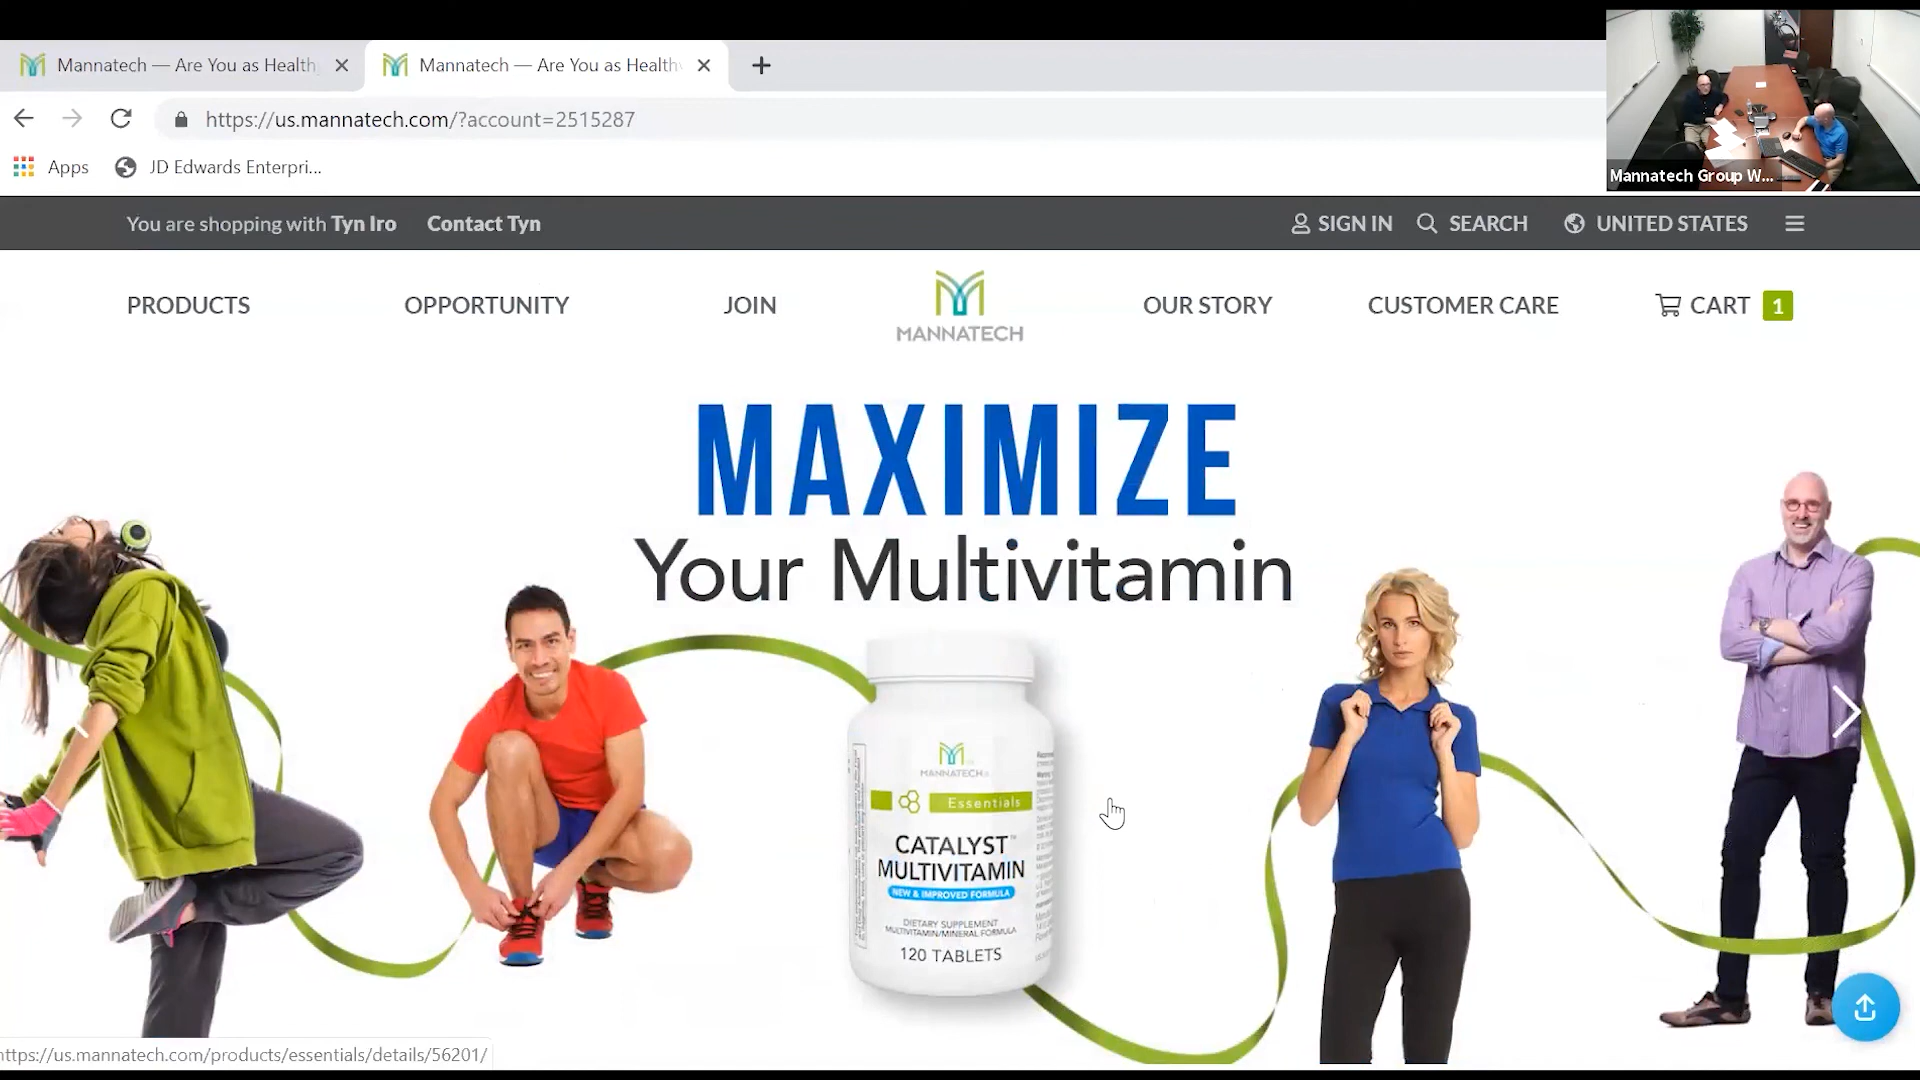 Mannatech — Are You as Health
Mannatech — Are You as Health
https://us.mannatech.com/?account=2515287
Apps
JD Edwards Enterpri...
Mannatech Group W...
You are shopping with Tyn Iro
Contact Tyn
SIGN IN
SEARCH
UNITED STATES
PRODUCTS
OPPORTUNITY
JOIN
MANNATECH
OUR STORY
CUSTOMER CARE
CART 1
MAXIMIZE
Your Multivitamin
MANNATECH
Essentials
CATALYST™
MULTIVITAMIN
NEW & IMPROVED FORMULA
DIETARY SUPPLEMENT
MULTIVITAMIN/MINERAL FORMULA
120 TABLETS
https://us.mannatech.com/products/essentials/details/56201/